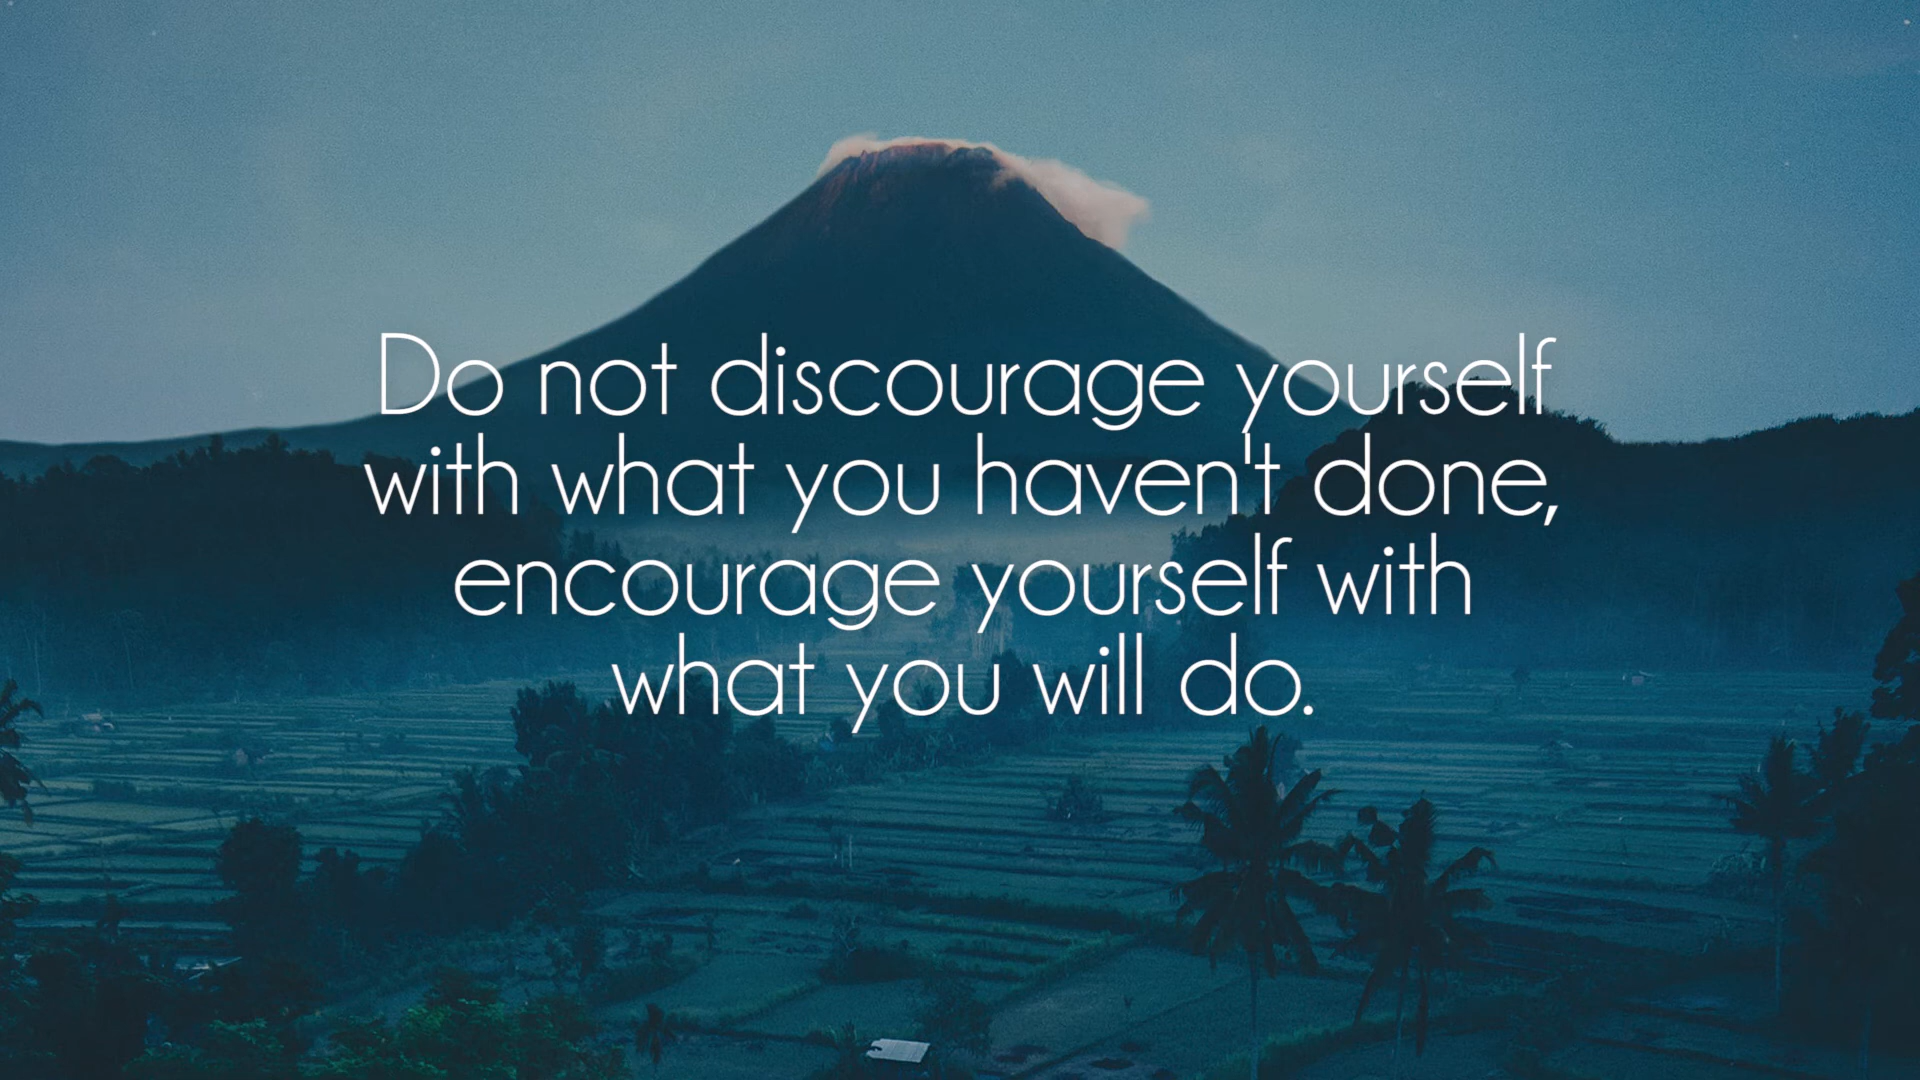 Do not discourage yourself
with what you haven't done,
encourage yourself with
what you will do.